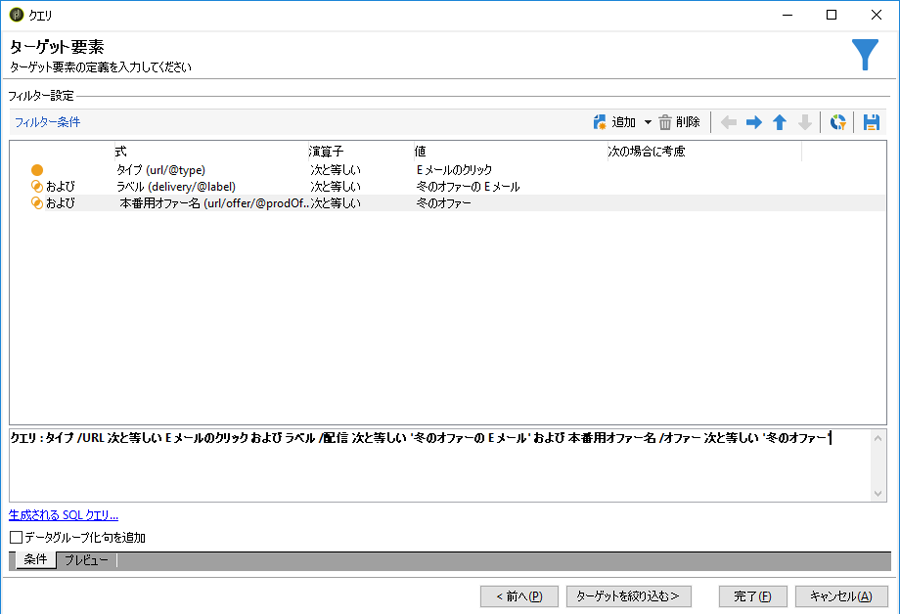 クエリ
ターゲット要素
ターゲット要素の定義を入力してください
フィルター設定
フィルター条件 追加 削除
式 演算子 値 次の場合に考慮
タイプ (url/@type) 次と等しい Eメールのクリック
および ラベル (delivery/@label) 次と等しい 冬のオファーの E メール
および 本番用オファー名 (url/offer/@prodOf... 次と等しい 冬のオファー
クエリ : タイプ /URL 次と等しい E メールのクリック および ラベル /配信 次と等しい '冬のオファーの E メール' および 本番用オファー名 /オファー 次と等しい '冬のオファー'
生成される SQL クエリ...
データグループ化句を追加
条件 プレビュー
< 前へ(P) ターゲットを絞り込む> 完了(F) キャンセル(A)